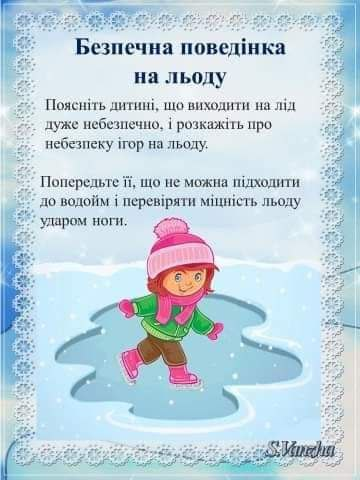 Безпечна поведінка
на льоду
Поясніть дитині, що виходити на лід
дуже небезпечно, і розкажіть про
небезпеку ігор на льоду.
Попередьте її, що не можна підходити
до водойм і перевіряти міцність льоду
ударом ноги.
S.Vanzha